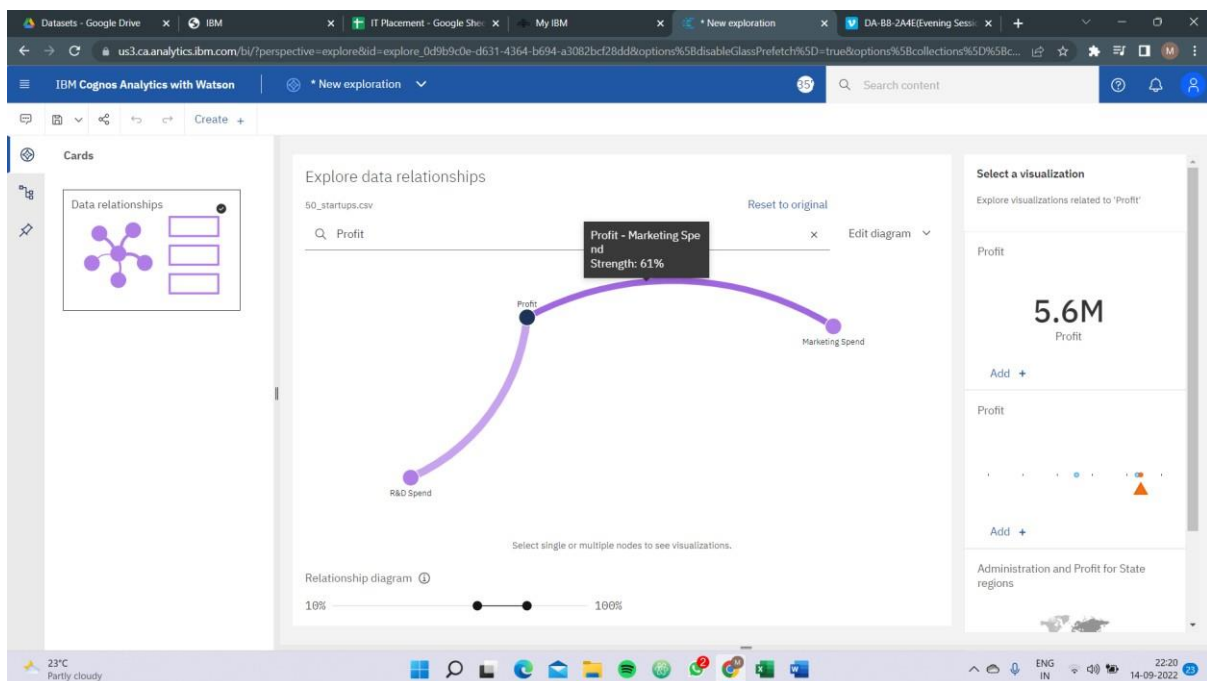 Datasets - Google Drive
IBM
IT Placement - Google Shee
My IBM
* New exploration
DA-BB-2A4E(Evening Sessi
us3.ca.analytics.ibm.com/bi/?perspective=explore&id=explore_0d9b9c0e-d631-4364-b694-a3082bcf28dd&options%5BdisableGlassPrefetch%5D=true&options%5Bcollections%5D%5Bc...
M
IBM Cognos Analytics with Watson
* New exploration
Search content
Create +
Cards
Data relationships
Explore data relationships
50_startups.csv
Reset to original
Profit
Edit diagram
Profit - Marketing Spe
nd
Strength: 61%
Profit
Marketing Spend
R&D Spend
Select single or multiple nodes to see visualizations.
Relationship diagram
10%
100%
Select a visualization
Explore visualizations related to 'Profit'
Profit
5.6M
Profit
Add +
Profit
Add +
Administration and Profit for State
regions
23°C
Partly cloudy
2
ENG
IN
22:20
14-09-2022
23